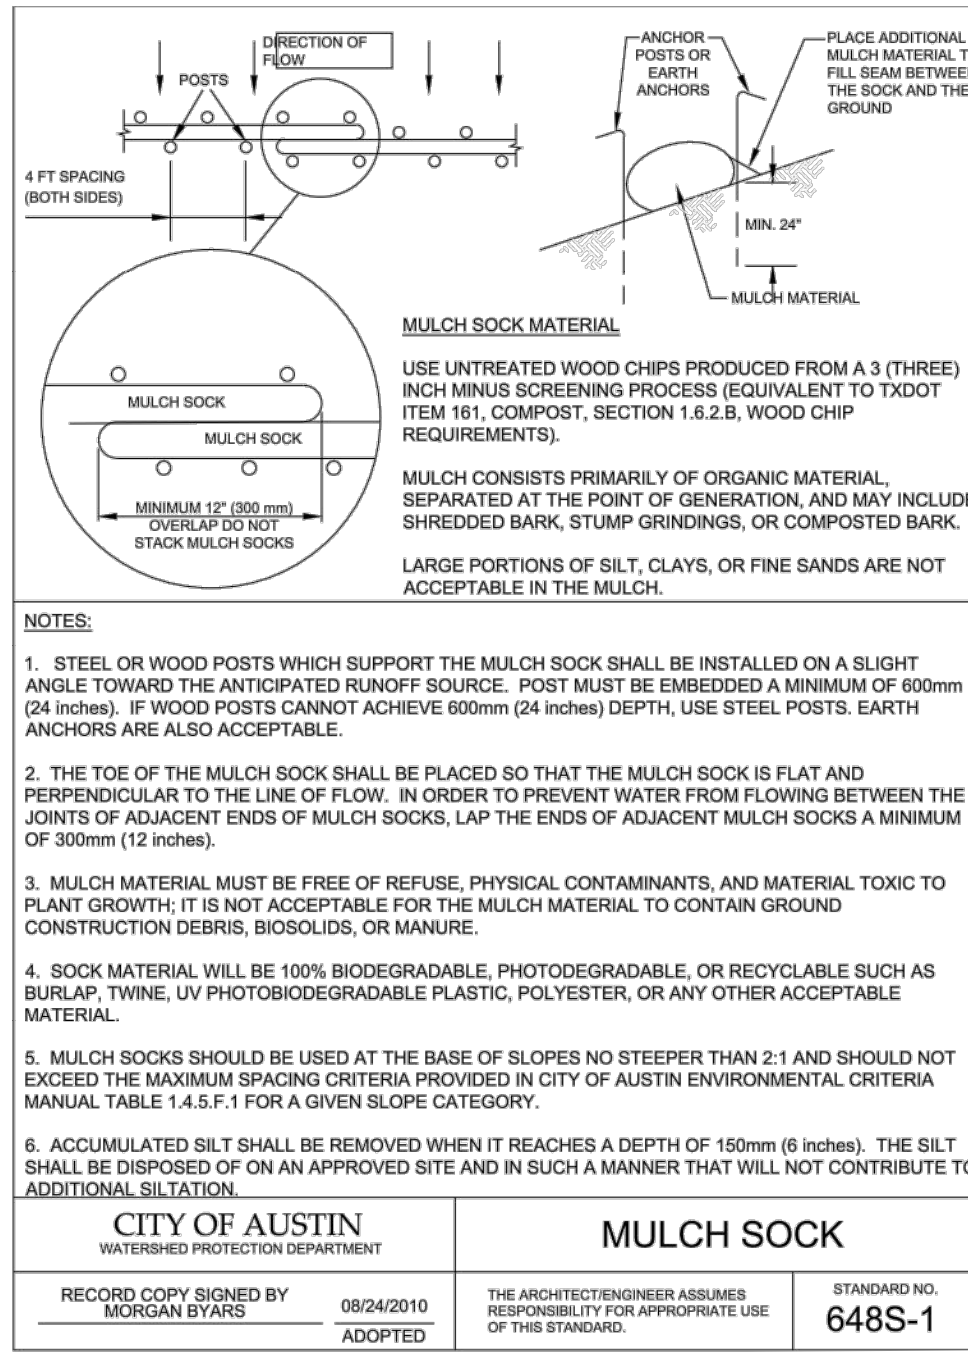 DIRECTION OF
FLOW
POSTS
4 FT SPACING
(BOTH SIDES)
ANCHOR
POSTS OR
EARTH
ANCHORS
PLACE ADDITIONAL
MULCH MATERIAL T
FILL SEAM BETWEE
THE SOCK AND THE
GROUND
MIN. 24"
MULCH MATERIAL
MULCH SOCK
MULCH SOCK
MINIMUM 12" (300 mm)
OVERLAP DO NOT
STACK MULCH SOCKS
MULCH SOCK MATERIAL
USE UNTREATED WOOD CHIPS PRODUCED FROM A 3 (THREE)
INCH MINUS SCREENING PROCESS (EQUIVALENT TO TXDOT
ITEM 161, COMPOST, SECTION 1.6.2.B, WOOD CHIP
REQUIREMENTS).
MULCH CONSISTS PRIMARILY OF ORGANIC MATERIAL,
SEPARATED AT THE POINT OF GENERATION, AND MAY INCLUDE
SHREDDED BARK, STUMP GRINDINGS, OR COMPOSTED BARK.
LARGE PORTIONS OF SILT, CLAYS, OR FINE SANDS ARE NOT
ACCEPTABLE IN THE MULCH.
NOTES:
1. STEEL OR WOOD POSTS WHICH SUPPORT THE MULCH SOCK SHALL BE INSTALLED ON A SLIGHT
ANGLE TOWARD THE ANTICIPATED RUNOFF SOURCE. POST MUST BE EMBEDDED A MINIMUM OF 600mm
(24 inches). IF WOOD POSTS CANNOT ACHIEVE 600mm (24 inches) DEPTH, USE STEEL POSTS. EARTH
ANCHORS ARE ALSO ACCEPTABLE.
2. THE TOE OF THE MULCH SOCK SHALL BE PLACED SO THAT THE MULCH SOCK IS FLAT AND
PERPENDICULAR TO THE LINE OF FLOW. IN ORDER TO PREVENT WATER FROM FLOWING BETWEEN THE
JOINTS OF ADJACENT ENDS OF MULCH SOCKS, LAP THE ENDS OF ADJACENT MULCH SOCKS A MINIMUM
OF 300mm (12 inches).
3. MULCH MATERIAL MUST BE FREE OF REFUSE, PHYSICAL CONTAMINANTS, AND MATERIAL TOXIC TO
PLANT GROWTH; IT IS NOT ACCEPTABLE FOR THE MULCH MATERIAL TO CONTAIN GROUND
CONSTRUCTION DEBRIS, BIOSOLIDS, OR MANURE.
4. SOCK MATERIAL WILL BE 100% BIODEGRADABLE, PHOTODEGRADABLE, OR RECYCLABLE SUCH AS
BURLAP, TWINE, UV PHOTOBIODEGRADABLE PLASTIC, POLYESTER, OR ANY OTHER ACCEPTABLE
MATERIAL.
5. MULCH SOCKS SHOULD BE USED AT THE BASE OF SLOPES NO STEEPER THAN 2:1 AND SHOULD NOT
EXCEED THE MAXIMUM SPACING CRITERIA PROVIDED IN CITY OF AUSTIN ENVIRONMENTAL CRITERIA
MANUAL TABLE 1.4.5.F.1 FOR A GIVEN SLOPE CATEGORY.
6. ACCUMULATED SILT SHALL BE REMOVED WHEN IT REACHES A DEPTH OF 150mm (6 inches). THE SILT
SHALL BE DISPOSED OF ON AN APPROVED SITE AND IN SUCH A MANNER THAT WILL NOT CONTRIBUTE TO
ADDITIONAL SILTATION.
CITY OF AUSTIN
WATERSHED PROTECTION DEPARTMENT
MULCH SOCK
RECORD COPY SIGNED BY
MORGAN BYARS
08/24/2010
ADOPTED
THE ARCHITECT/ENGINEER ASSUMES
RESPONSIBILITY FOR APPROPRIATE USE
OF THIS STANDARD.
STANDARD NO.
648S-1